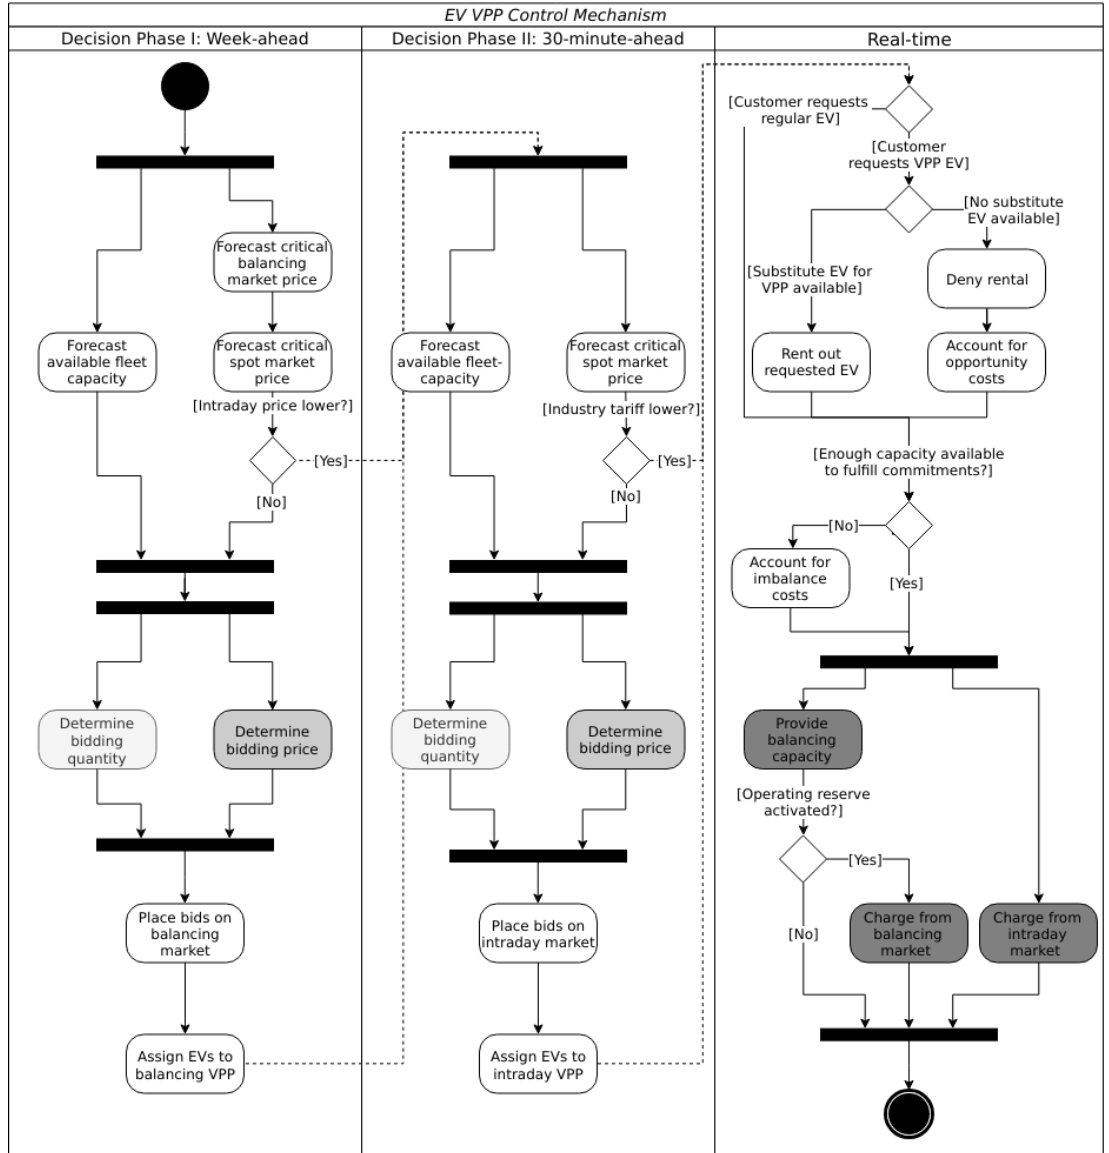 EV VPP Control Mechanism
Decision Phase I: Week-ahead
Forecast critical
balancing
market price
Forecast
available fleet
capacity
Forecast critical
spot market
price
[Intraday price lower?]
[Yes]
[No]
Determine
bidding
quantity
Determine
bidding price
Place bids on
balancing
market
Assign EVs to
balancing VPP
Decision Phase II: 30-minute-ahead
Forecast
available fleet-
capacity
Forecast critical
spot market
price
[Industry tariff lower?]
[Yes]
[No]
Determine
bidding
quantity
Determine
bidding price
Place bids on
intraday market
Assign EVs to
intraday VPP
Real-time
[Customer requests
regular EV]
[Customer
requests VPP EV]
[No substitute
EV available]
[Substitute EV for
VPP available]
Deny rental
Rent out
requested EV
Account for
opportunity
costs
[Enough capacity available
to fulfill commitments?]
[No]
Account for
imbalance
costs
[Yes]
Provide
balancing
capacity
[Operating reserve
activated?]
[Yes]
[No]
Charge from
balancing
market
Charge from
intraday
market